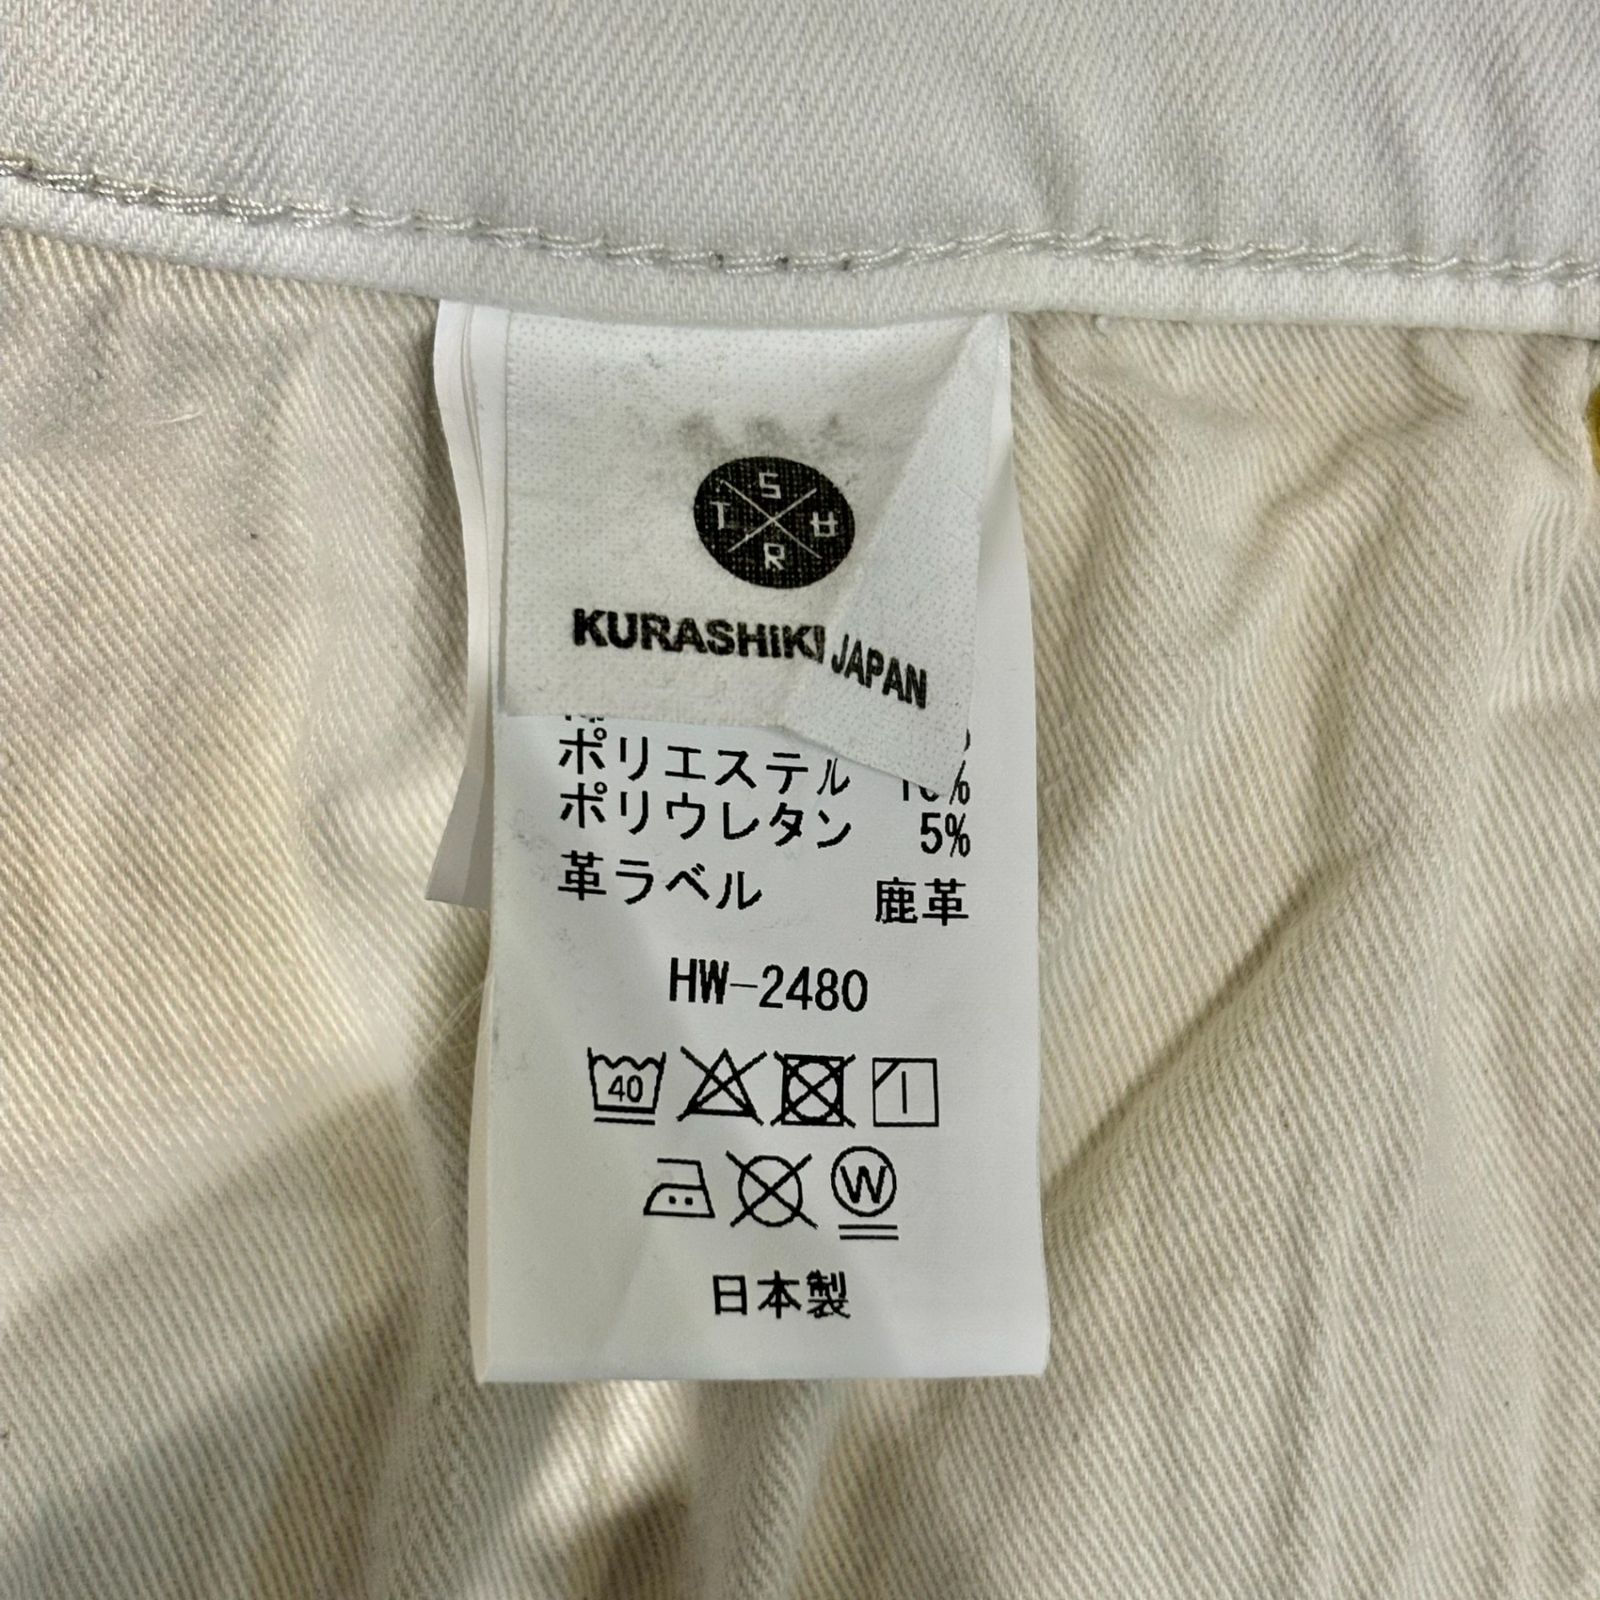 S
T H
R
KURASHIKI JAPAN
ポリエステル
ポリウレタン 5%
革ラベル 鹿革
HW-2480
40
W
日本製